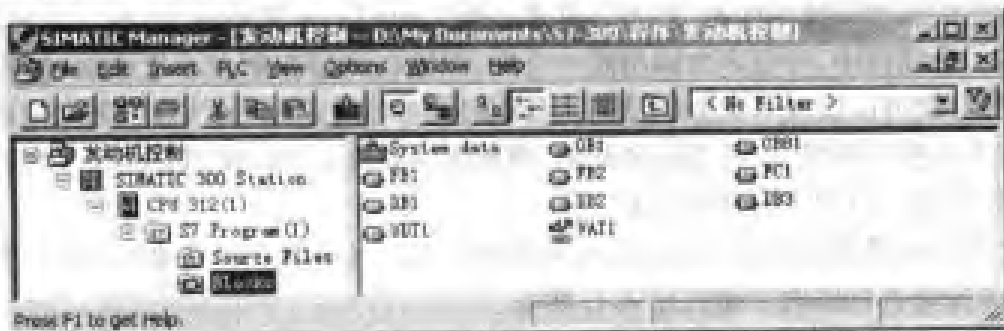 SIMATIC Manager - [发动机控制 -- D:\My Documents\S7-300\程序\发动机控制]
File Edit Insert PLC View Options Window Help
< No Filter >
发动机控制
SIMATIC 300 Station
CPU 312(1)
S7 Program(1)
Source Files
Blocks
System data OB1
FB1 FB2 FC1
DB1 DB2 DB3
UDT1 VAT1
Press F1 to get Help.